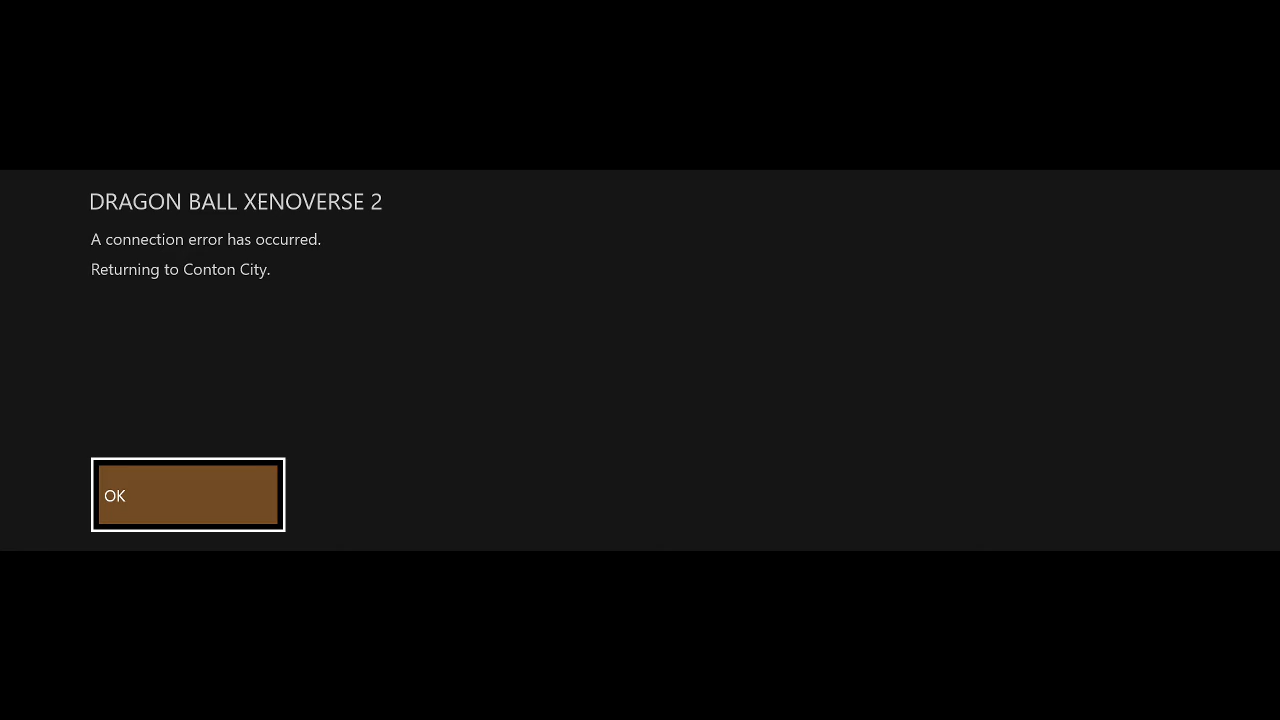 DRAGON BALL XENOVERSE 2
A connection error has occurred.
Returning to Conton City.
OK